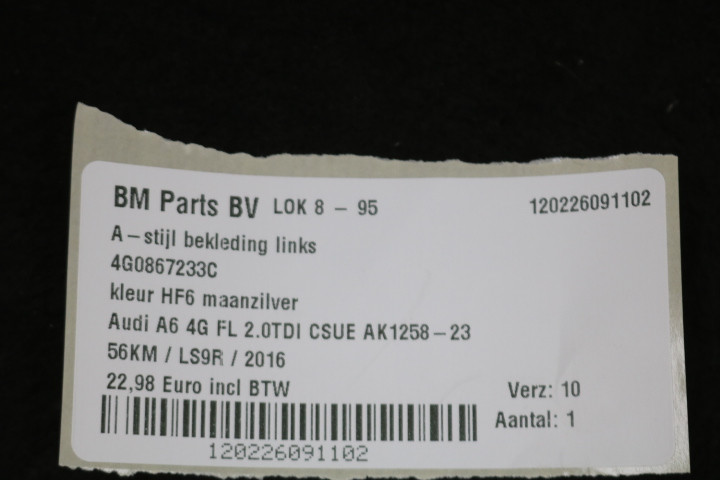 BM Parts BV LOK 8 - 95 120226091102
A-stijl bekleding links
4G0867233C
kleur HF6 maanzilver
Audi A6 4G FL 2.0TDI CSUE AK1258-23
56KM / LS9R / 2016
22,98 Euro incl BTW Verz: 10
Aantal: 1
120226091102